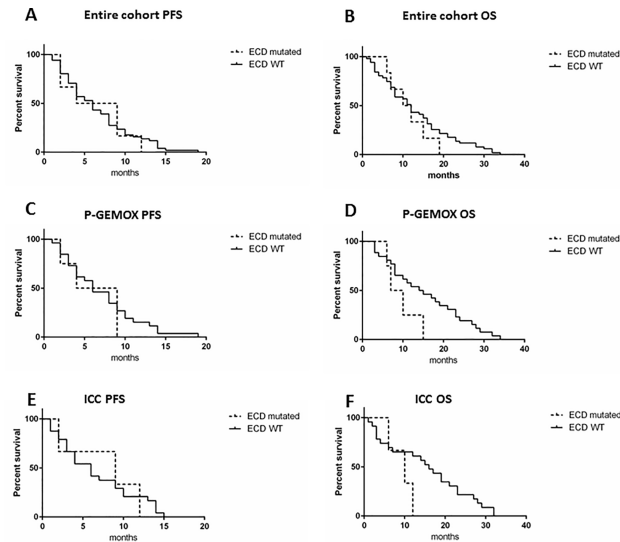 A
Entire cohort PFS
Percent survival
100
50
0
0 5 10 15 20
months
ECD mutated
ECD WT
B
Entire cohort OS
Percent survival
100
50
0
0 10 20 30 40
months
ECD mutated
ECD WT
C
P-GEMOX PFS
Percent survival
100
50
0
0 5 10 15 20
months
ECD mutated
ECD WT
D
P-GEMOX OS
Percent survival
100
50
0
0 10 20 30 40
months
ECD mutated
ECD WT
E
ICC PFS
Percent survival
100
50
0
0 5 10 15 20
months
ECD mutated
ECD WT
F
ICC OS
Percent survival
100
50
0
0 10 20 30 40
months
ECD mutated
ECD WT